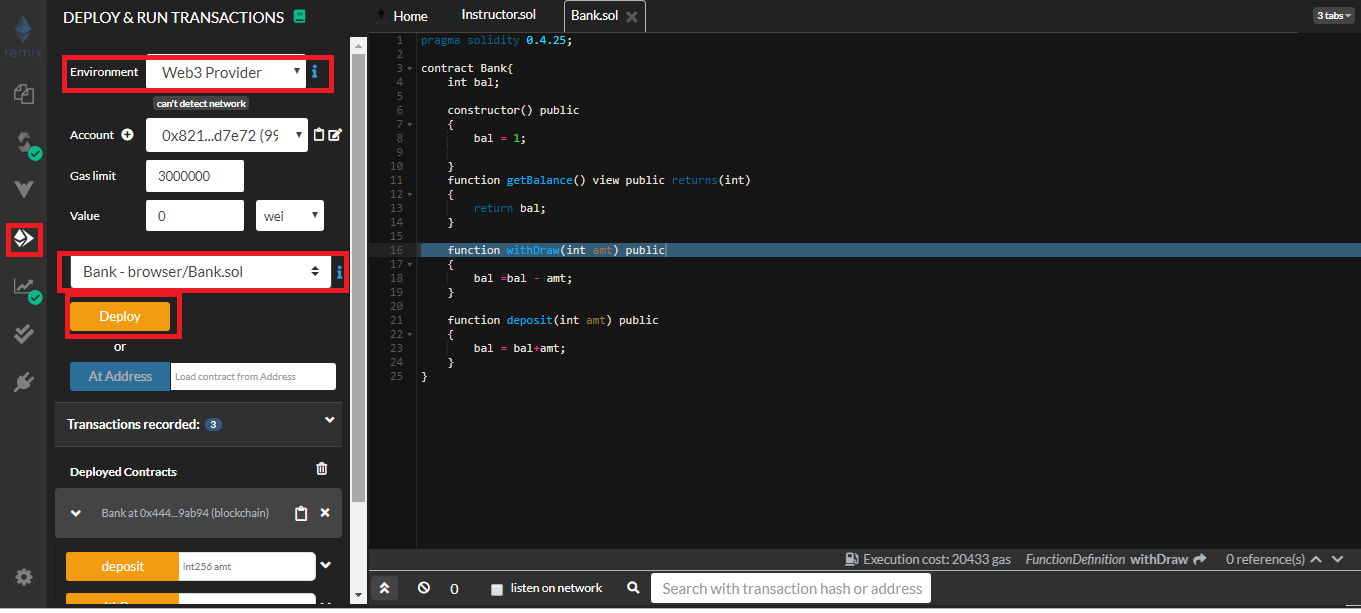 DEPLOY & RUN TRANSACTIONS
Home
Instructor.sol
Bank.sol
3 tabs
remix
Environment
Web3 Provider
can't detect network
Account
0x821...d7e72 (99
Gas limit
3000000
Value
0
wei
Bank - browser/Bank.sol
Deploy
or
At Address
Load contract from Address
Transactions recorded: 3
Deployed Contracts
Bank at 0x444...9ab94 (blockchain)
deposit
int256 amt
1 pragma solidity 0.4.25;
2
3 contract Bank{
4 int bal;
5
6 constructor() public
7 {
8 bal = 1;
9
10 }
11 function getBalance() view public returns(int)
12 {
13 return bal;
14 }
15
16 function withDraw(int amt) public
17 {
18 bal =bal - amt;
19 }
20
21 function deposit(int amt) public
22 {
23 bal = bal+amt;
24 }
25 }
Execution cost: 20433 gas
FunctionDefinition withDraw
0 reference(s)
0
listen on network
Search with transaction hash or address